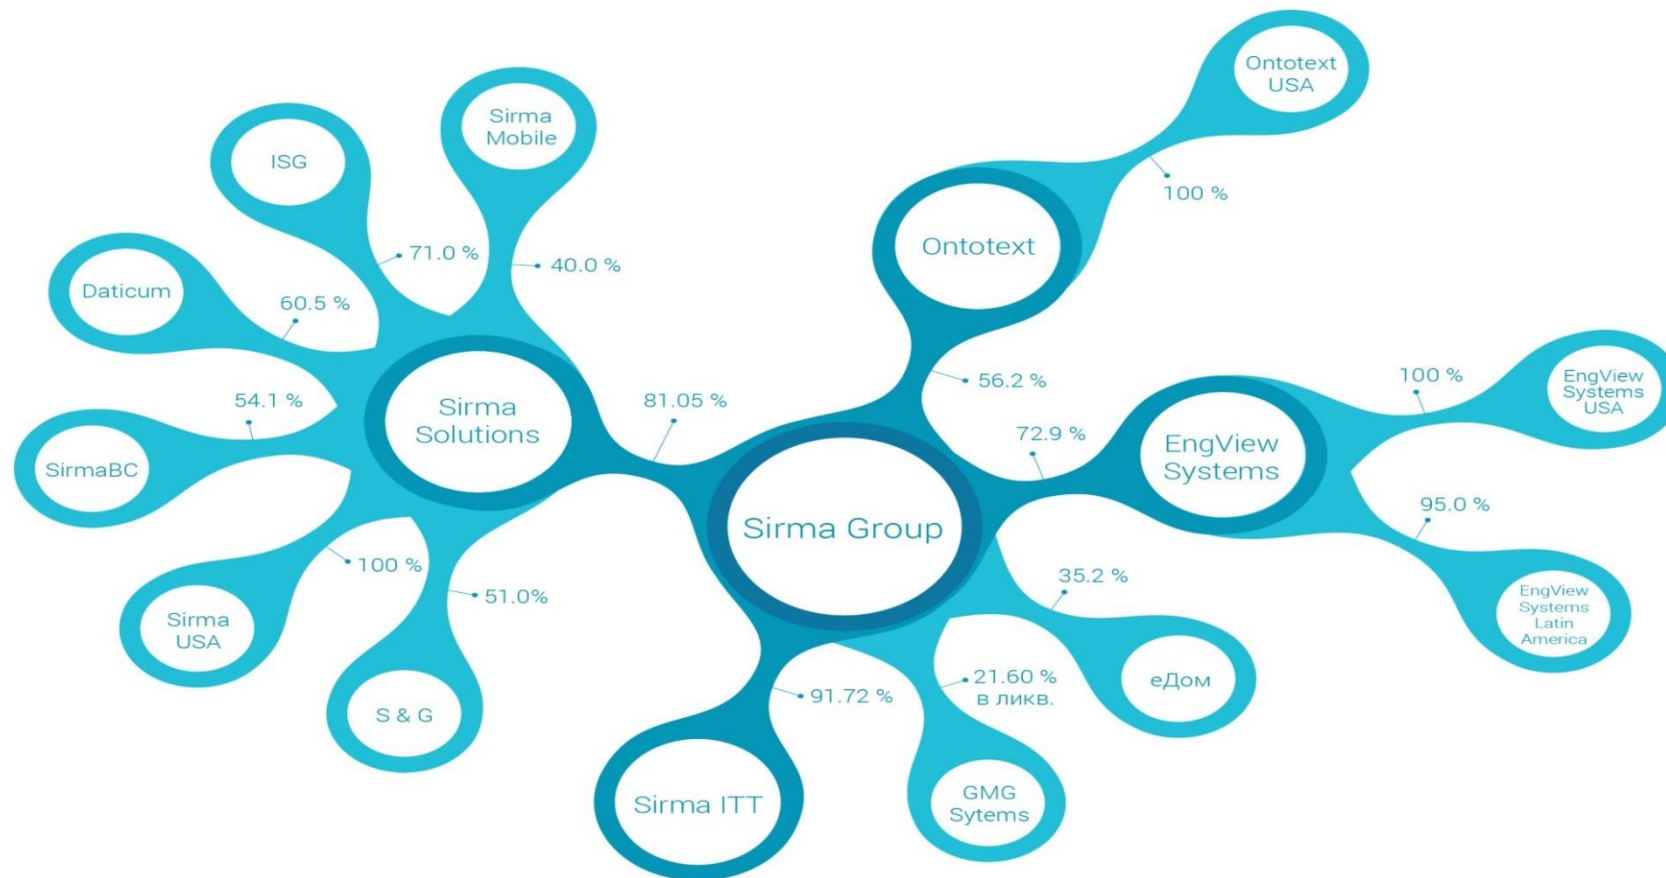 Ontotext
USA
100 %
Sirma
Mobile
40.0 %
ISG
71.0 %
Daticum
60.5 %
SirmaBC
54.1 %
Sirma
USA
100 %
S & G
51.0%
Sirma
Solutions
81.05 %
Ontotext
56.2 %
Sirma Group
72.9 %
EngView
Systems
100 %
EngView
Systems
USA
95.0 %
EngView
Systems
Latin
America
35.2 %
еДом
21.60 %
в ликв.
GMG
Sytems
91.72 %
Sirma ITT